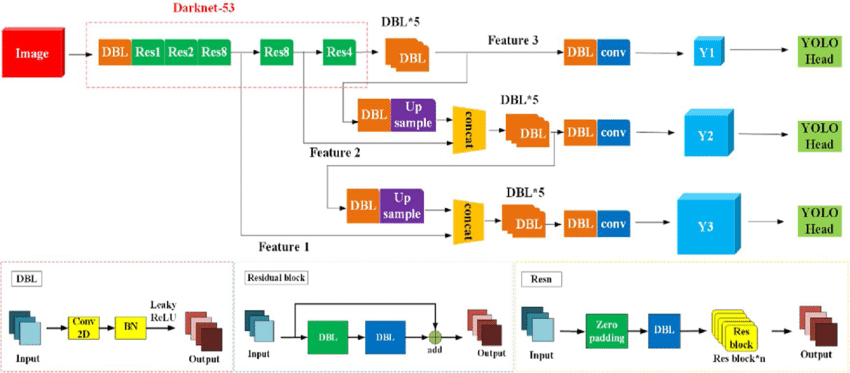 Darknet-53
Image
DBL
Res1
Res2
Res8
Res8
Res4
DBL*5
DBL
Feature 3
DBL
conv
Y1
YOLO
Head
DBL
Up
sample
concat
DBL*5
DBL
DBL
conv
Y2
YOLO
Head
Feature 2
DBL
Up
sample
concat
DBL*5
DBL
DBL
conv
Y3
YOLO
Head
Feature 1
DBL
Input
Conv
2D
BN
Leaky
ReLU
Output
Residual block
Input
DBL
DBL
add
Output
Resn
Input
Zero
padding
DBL
Res
block
Res block*n
Output